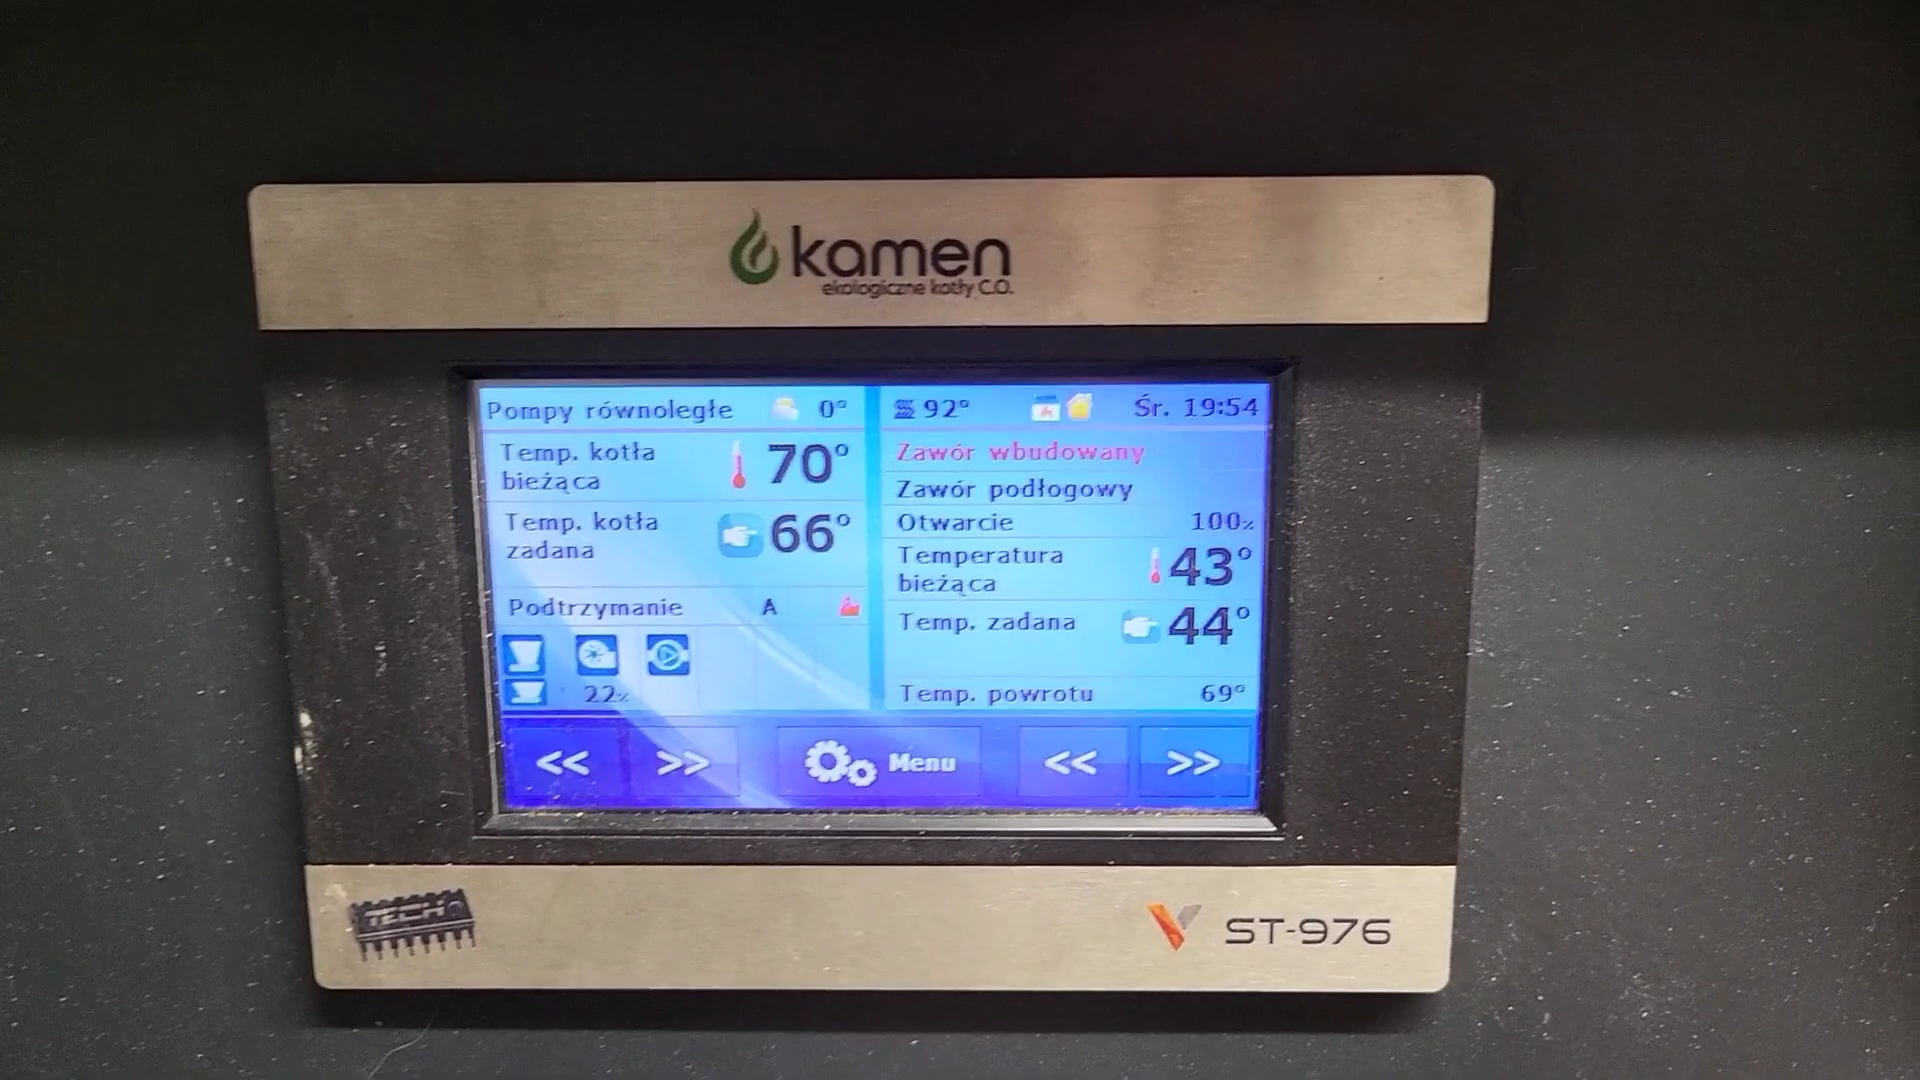 kamen
ekologiczne kotły C.O.
Pompy równoległe 0°
92° Śr. 19:54
Temp. kotła
bieżąca
70°
Temp. kotła
zadana
66°
Podtrzymanie A
22%
Zawór wbudowany
Zawór podłogowy
Otwarcie 100%
Temperatura
bieżąca
43°
Temp. zadana 44°
Temp. powrotu 69°
<< >> Menu << >>
TECH
ST-976